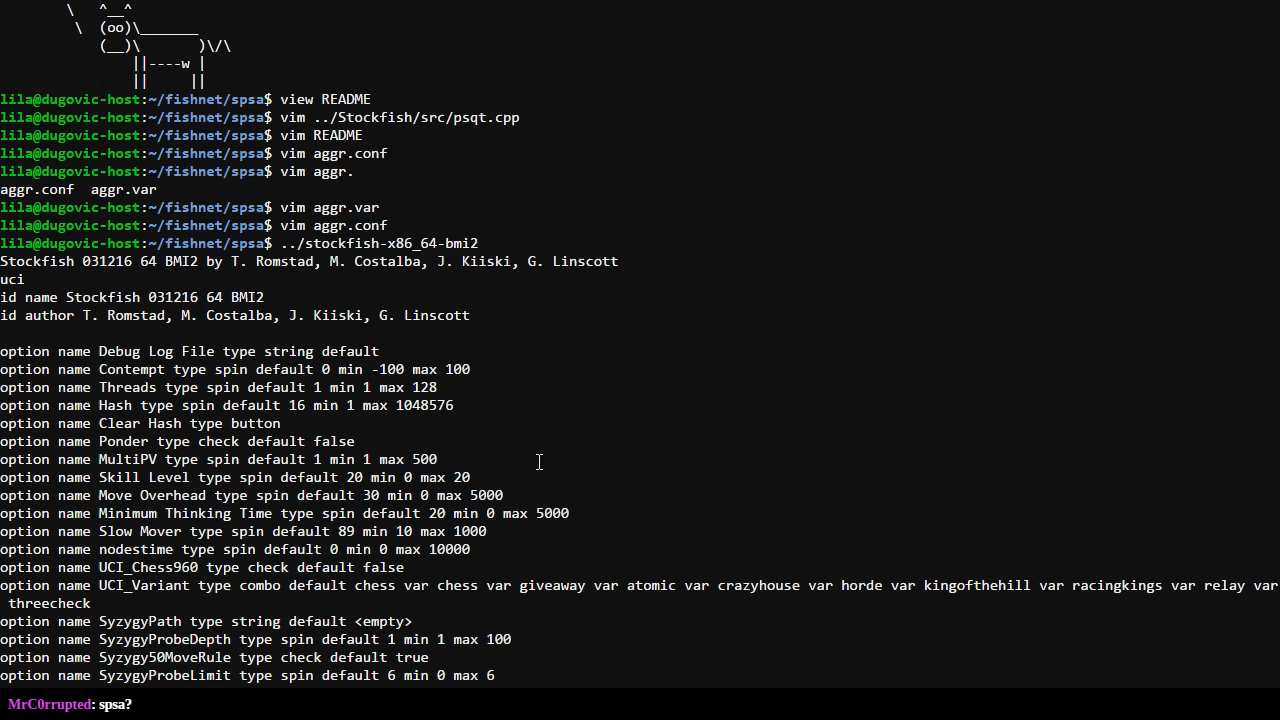 \   ^__^
\  (oo)\_______
(__)\       )\/\
||----w |
||     ||
lila@dugovic-host:~/fishnet/spsa$ view README
lila@dugovic-host:~/fishnet/spsa$ vim ../Stockfish/src/psqt.cpp
lila@dugovic-host:~/fishnet/spsa$ vim README
lila@dugovic-host:~/fishnet/spsa$ vim aggr.conf
lila@dugovic-host:~/fishnet/spsa$ vim aggr.
aggr.conf  aggr.var
lila@dugovic-host:~/fishnet/spsa$ vim aggr.var
lila@dugovic-host:~/fishnet/spsa$ vim aggr.conf
lila@dugovic-host:~/fishnet/spsa$ ../stockfish-x86_64-bmi2
Stockfish 031216 64 BMI2 by T. Romstad, M. Costalba, J. Kiiski, G. Linscott
uci
id name Stockfish 031216 64 BMI2
id author T. Romstad, M. Costalba, J. Kiiski, G. Linscott
option name Debug Log File type string default
option name Contempt type spin default 0 min -100 max 100
option name Threads type spin default 1 min 1 max 128
option name Hash type spin default 16 min 1 max 1048576
option name Clear Hash type button
option name Ponder type check default false
option name MultiPV type spin default 1 min 1 max 500
option name Skill Level type spin default 20 min 0 max 20
option name Move Overhead type spin default 30 min 0 max 5000
option name Minimum Thinking Time type spin default 20 min 0 max 5000
option name Slow Mover type spin default 89 min 10 max 1000
option name nodestime type spin default 0 min 0 max 10000
option name UCI_Chess960 type check default false
option name UCI_Variant type combo default chess var chess var giveaway var atomic var crazyhouse var horde var kingofthehill var racingkings var relay var
threecheck
option name SyzygyPath type string default <empty>
option name SyzygyProbeDepth type spin default 1 min 1 max 100
option name Syzygy50MoveRule type check default true
option name SyzygyProbeLimit type spin default 6 min 0 max 6
MrC0rrupted: spsa?